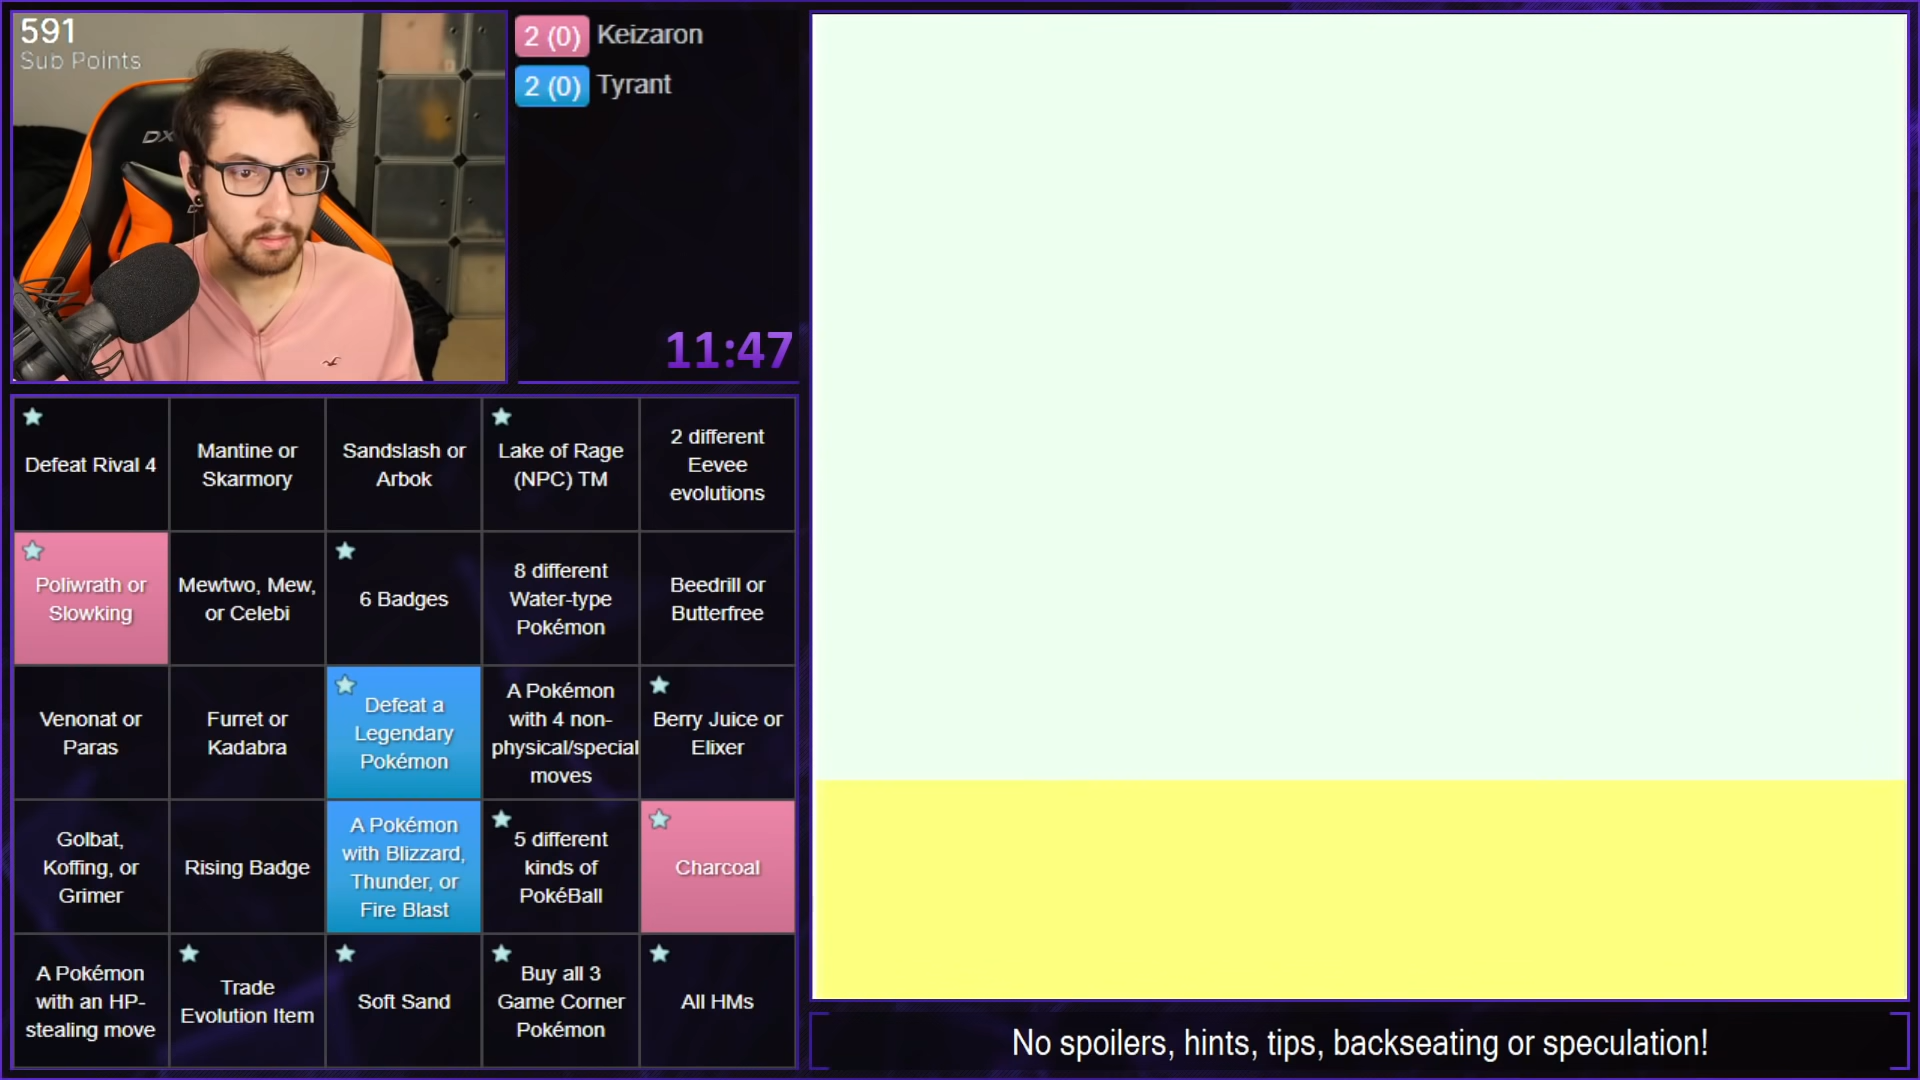 591
Sub Points
DX
2 (0) Keizaron
2 (0) Tyrant
11:47
Defeat Rival 4
Mantine or
Skarmory
Sandslash or
Arbok
Lake of Rage
(NPC) TM
2 different
Eevee
evolutions
Poliwrath or
Slowking
Mewtwo, Mew,
or Celebi
6 Badges
8 different
Water-type
Pokémon
Beedrill or
Butterfree
Venonat or
Paras
Furret or
Kadabra
Defeat a
Legendary
Pokémon
A Pokémon
with 4 non-
physical/special
moves
Berry Juice or
Elixer
Golbat,
Koffing, or
Grimer
Rising Badge
A Pokémon
with Blizzard,
Thunder, or
Fire Blast
5 different
kinds of
PokéBall
Charcoal
A Pokémon
with an HP-
stealing move
Trade
Evolution Item
Soft Sand
Buy all 3
Game Corner
Pokémon
All HMs
No spoilers, hints, tips, backseating or speculation!